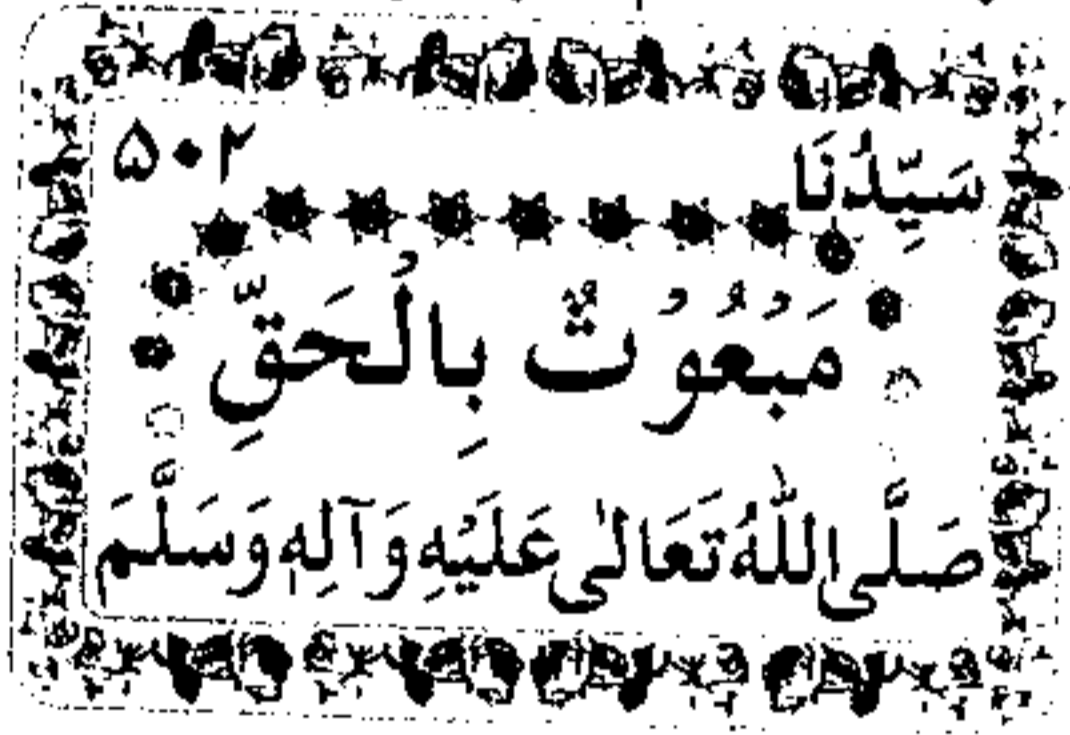 سَيِّدُنَا ۵۰۲
مَبْعُوْثٌ بِالْحَقِّ
صَلَّى اللّٰهُ تَعَالٰى عَلَيْهِ وَآلِهٖ وَسَلَّمَ